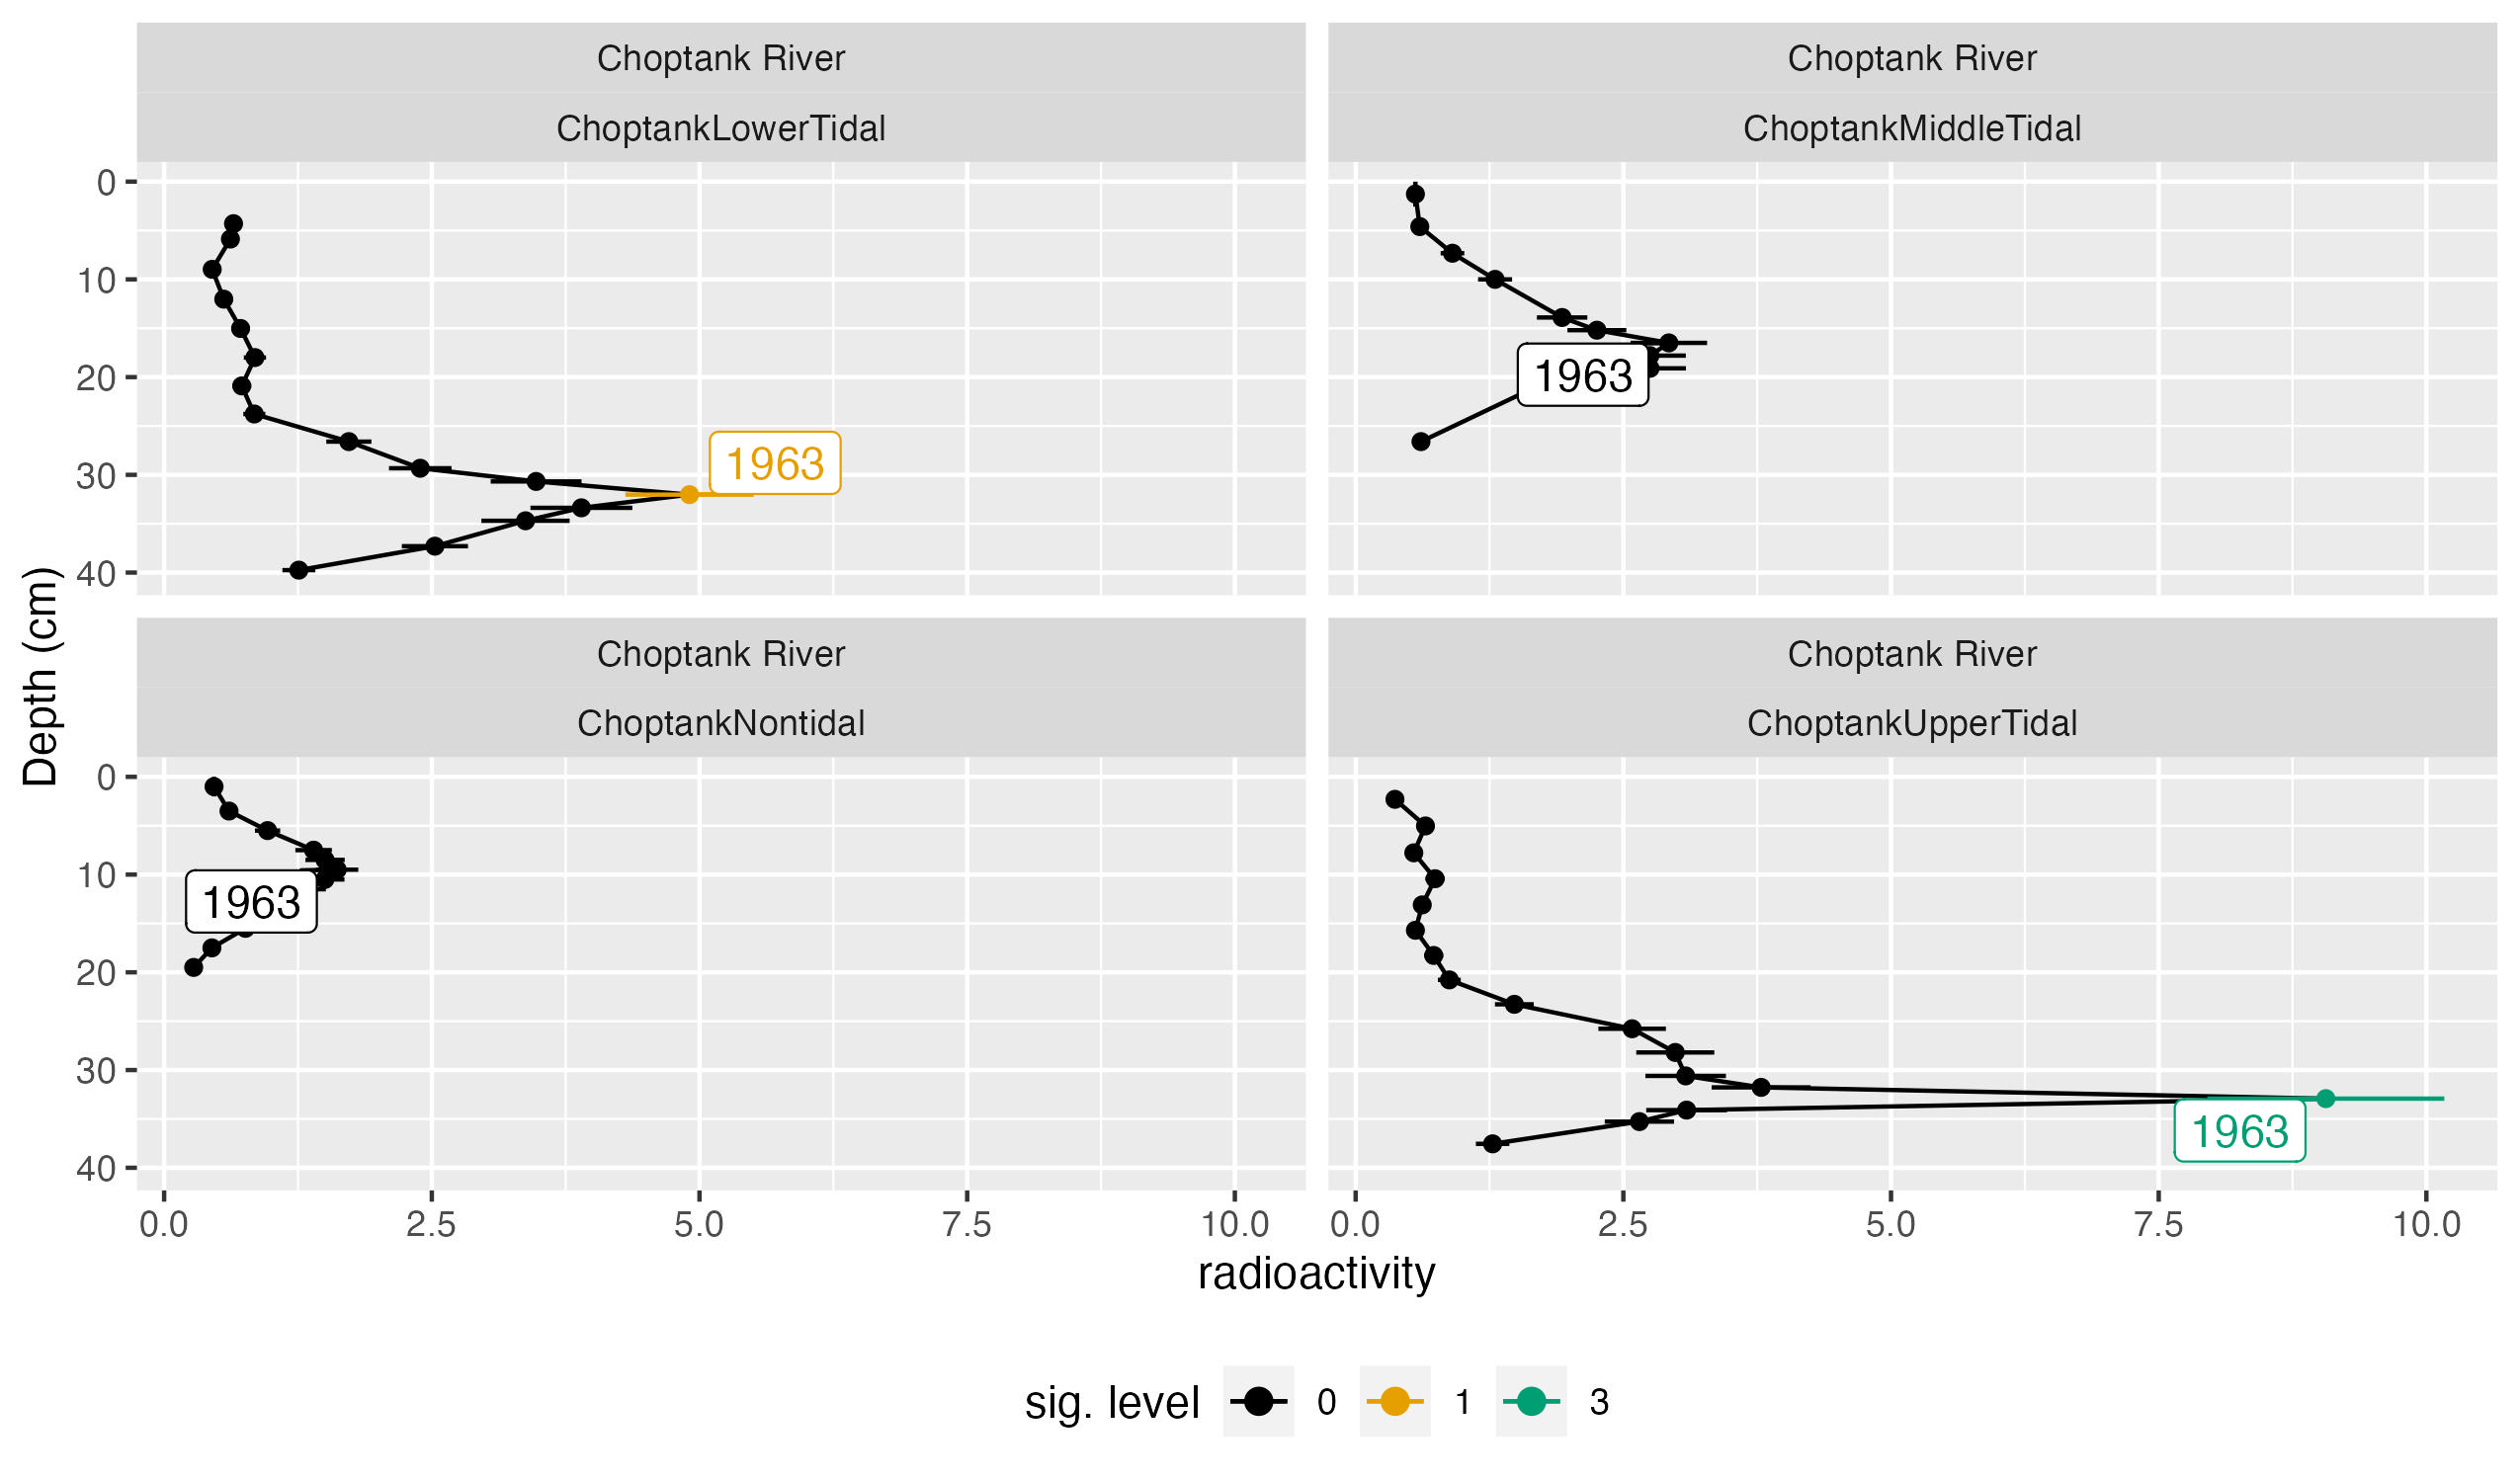 Choptank River
Choptank River
ChoptankLowerTidal
ChoptankMiddleTidal
0
10
20
30
40
1963
1963
Depth (cm)
Choptank River
Choptank River
ChoptankNontidal
ChoptankUpperTidal
0
10
20
30
40
1963
1963
0.0 2.5 5.0 7.5 10.0
0.0 2.5 5.0 7.5 10.0
radioactivity
sig. level 0 1 3